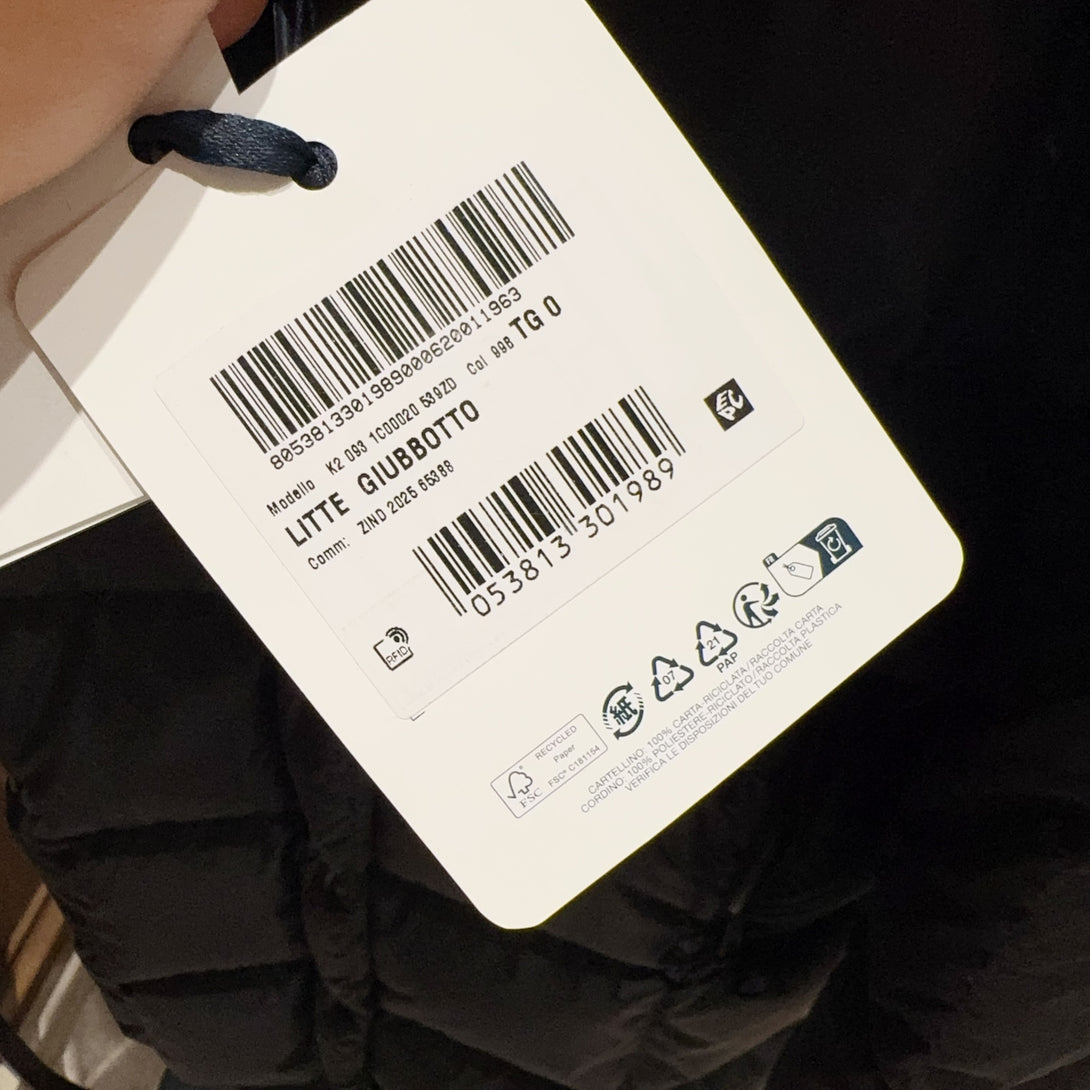 8053813301989000620011963
Modello K2 093 1C00020 539ZD Col 998 TG 0
LITTE GIUBBOTTO
Comm: ZIND 2025 65388
053813 301989
RFID
RECYCLED
Paper
FSC® C181154
FSC
紙
07
21
PAP
FR
CARTELLINO: 100% CARTA-RICICLATA/RACCOLTA CARTA
CORDINO: 100% POLIESTERE-RICICLATO/RACCOLTA PLASTICA
VERIFICA LE DISPOSIZIONI DEL TUO COMUNE